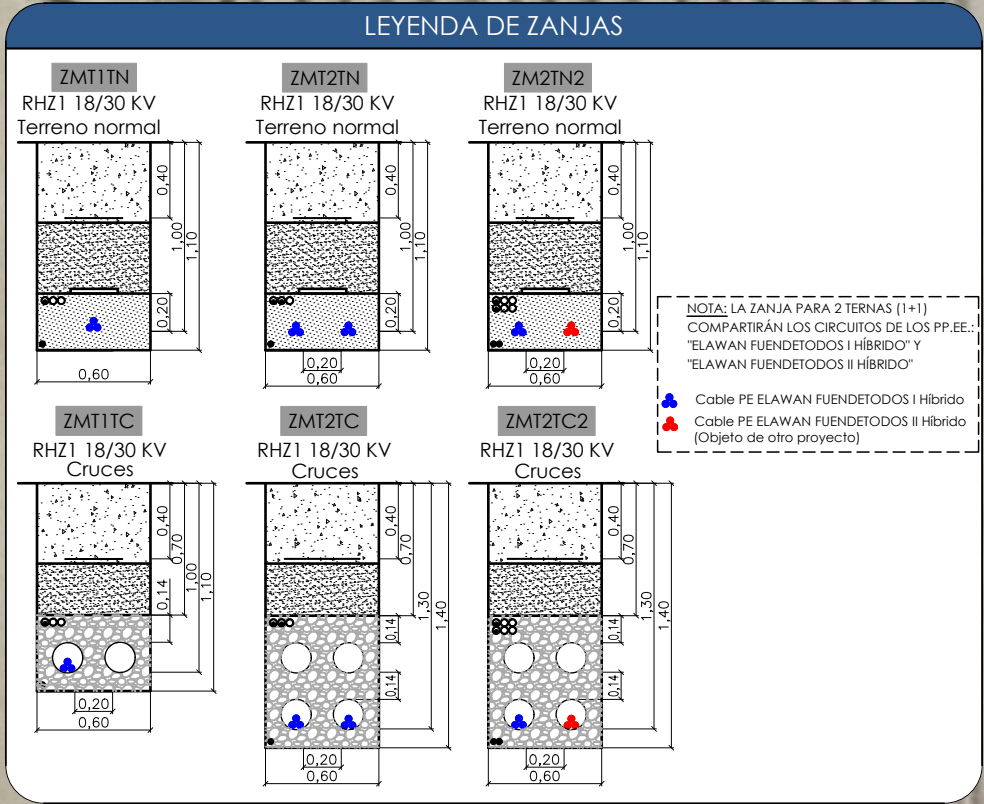 LEYENDA DE ZANJAS
ZMT1TN
RHZ1 18/30 KV
Terreno normal
0,40
1,00
1,10
0,20
0,60
ZMT2TN
RHZ1 18/30 KV
Terreno normal
0,40
1,00
1,10
0,20
0,20
0,60
ZM2TN2
RHZ1 18/30 KV
Terreno normal
0,40
1,00
1,10
0,20
0,20
0,60
NOTA: LA ZANJA PARA 2 TERNAS (1+1)
COMPARTIRÁN LOS CIRCUITOS DE LOS PP.EE.:
"ELAWAN FUENDETODOS I HÍBRIDO" Y
"ELAWAN FUENDETODOS II HÍBRIDO"
Cable PE ELAWAN FUENDETODOS I Híbrido
Cable PE ELAWAN FUENDETODOS II Híbrido
(Objeto de otro proyecto)
ZMT1TC
RHZ1 18/30 KV
Cruces
0,40
0,70
0,14
1,00
1,10
0,20
0,60
ZMT2TC
RHZ1 18/30 KV
Cruces
0,40
0,70
0,14
0,14
1,30
1,40
0,20
0,60
ZMT2TC2
RHZ1 18/30 KV
Cruces
0,40
0,70
0,14
0,14
1,30
1,40
0,20
0,60